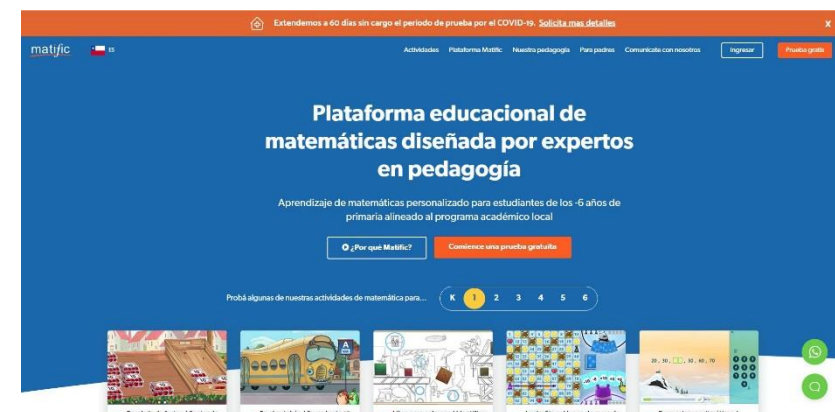 Extendemos a 60 días sin cargo el periodo de prueba por el COVID-19. Solicita mas detalles
X
matific
ES
Actividades Plataforma Matific Nuestra pedagogía Para padres Comunícate con nosotros Ingresar Prueba gratis
Plataforma educacional de
matemáticas diseñada por expertos
en pedagogía
Aprendizaje de matemáticas personalizado para estudiantes de los -6 años de
primaria alineado al programa académico local
¿Por qué Matific? Comience una prueba gratuita
Probá algunas de nuestras actividades de matemática para... K 1 2 3 4 5 6
A